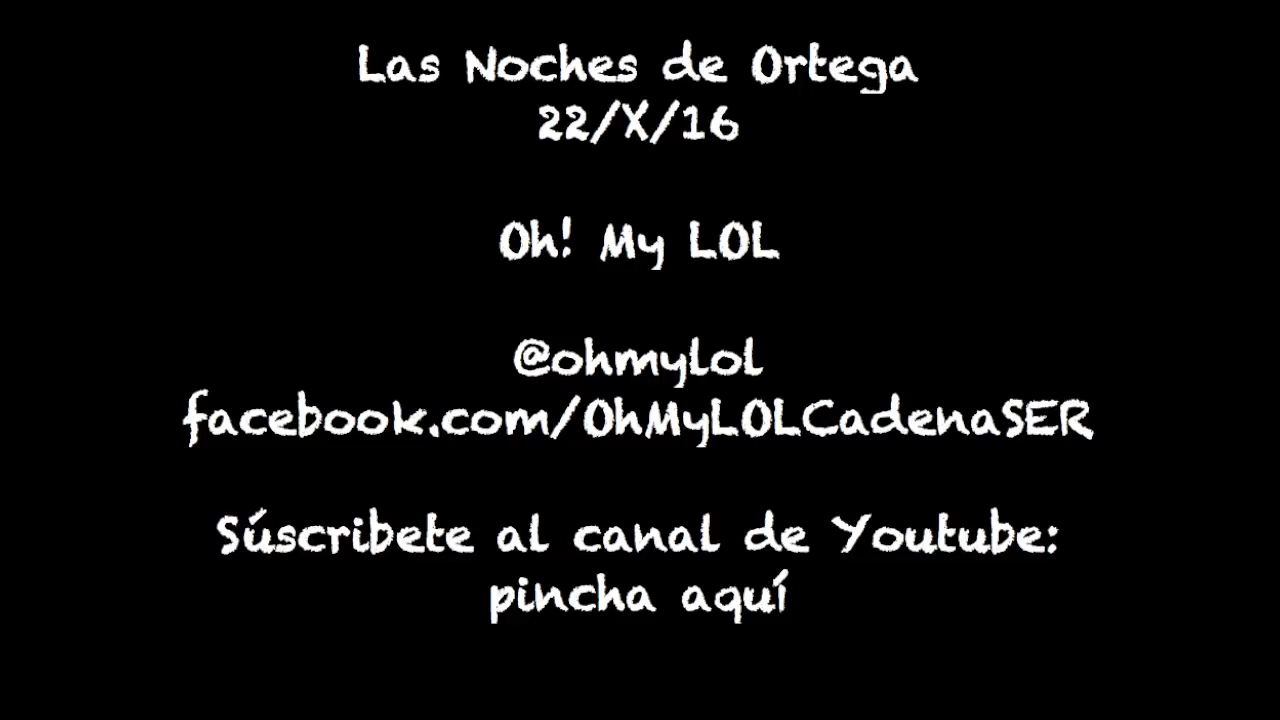 Las Noches de Ortega
22/X/16
Oh! My LOL
@ohmylol
facebook.com/OhMyLOLCadenaSER
Súscribete al canal de Youtube:
pincha aquí